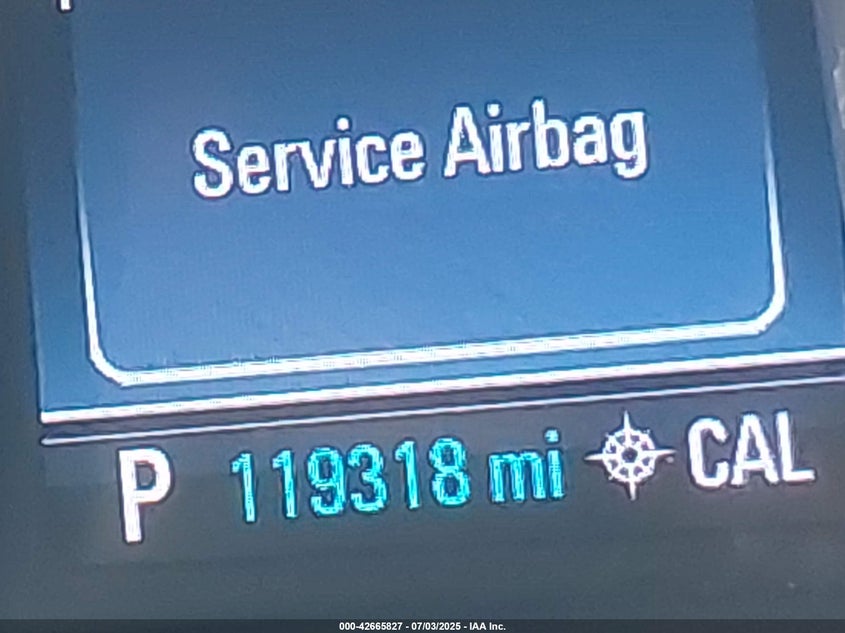 Service Airbag
P 119318 mi CAL
000-42665827 - 07/03/2025 - IAA Inc.